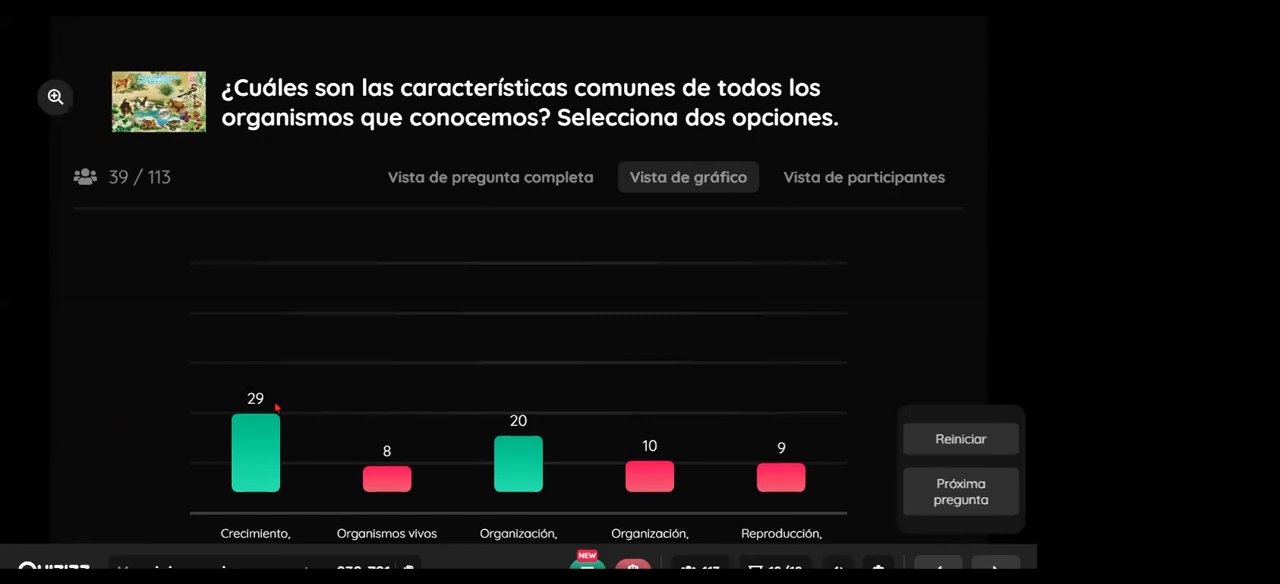 ¿Cuáles son las características comunes de todos los
organismos que conocemos? Selecciona dos opciones.
39 / 113
Vista de pregunta completa
Vista de gráfico
Vista de participantes
29
8
20
10
9
Crecimiento,
Organismos vivos
Organización,
Organización,
Reproducción,
Reiniciar
Próxima
pregunta
NEW